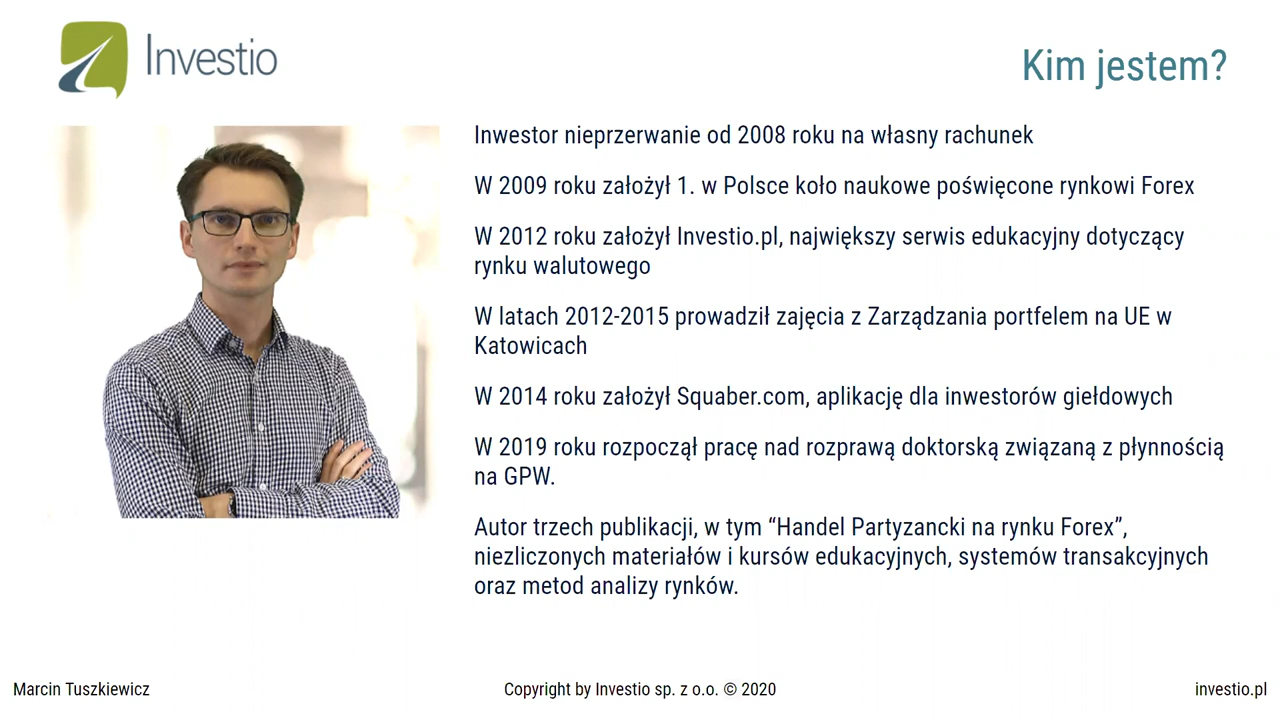 Investio
Kim jestem?
Inwestor nieprzerwanie od 2008 roku na własny rachunek
W 2009 roku założył 1. w Polsce koło naukowe poświęcone rynkowi Forex
W 2012 roku założył Investio.pl, największy serwis edukacyjny dotyczący
rynku walutowego
W latach 2012-2015 prowadził zajęcia z Zarządzania portfelem na UE w
Katowicach
W 2014 roku założył Squaber.com, aplikację dla inwestorów giełdowych
W 2019 roku rozpoczął pracę nad rozprawą doktorską związaną z płynnością
na GPW.
Autor trzech publikacji, w tym “Handel Partyzancki na rynku Forex”,
niezliczonych materiałów i kursów edukacyjnych, systemów transakcyjnych
oraz metod analizy rynków.
Marcin Tuszkiewicz
Copyright by Investio sp. z o.o. © 2020
investio.pl